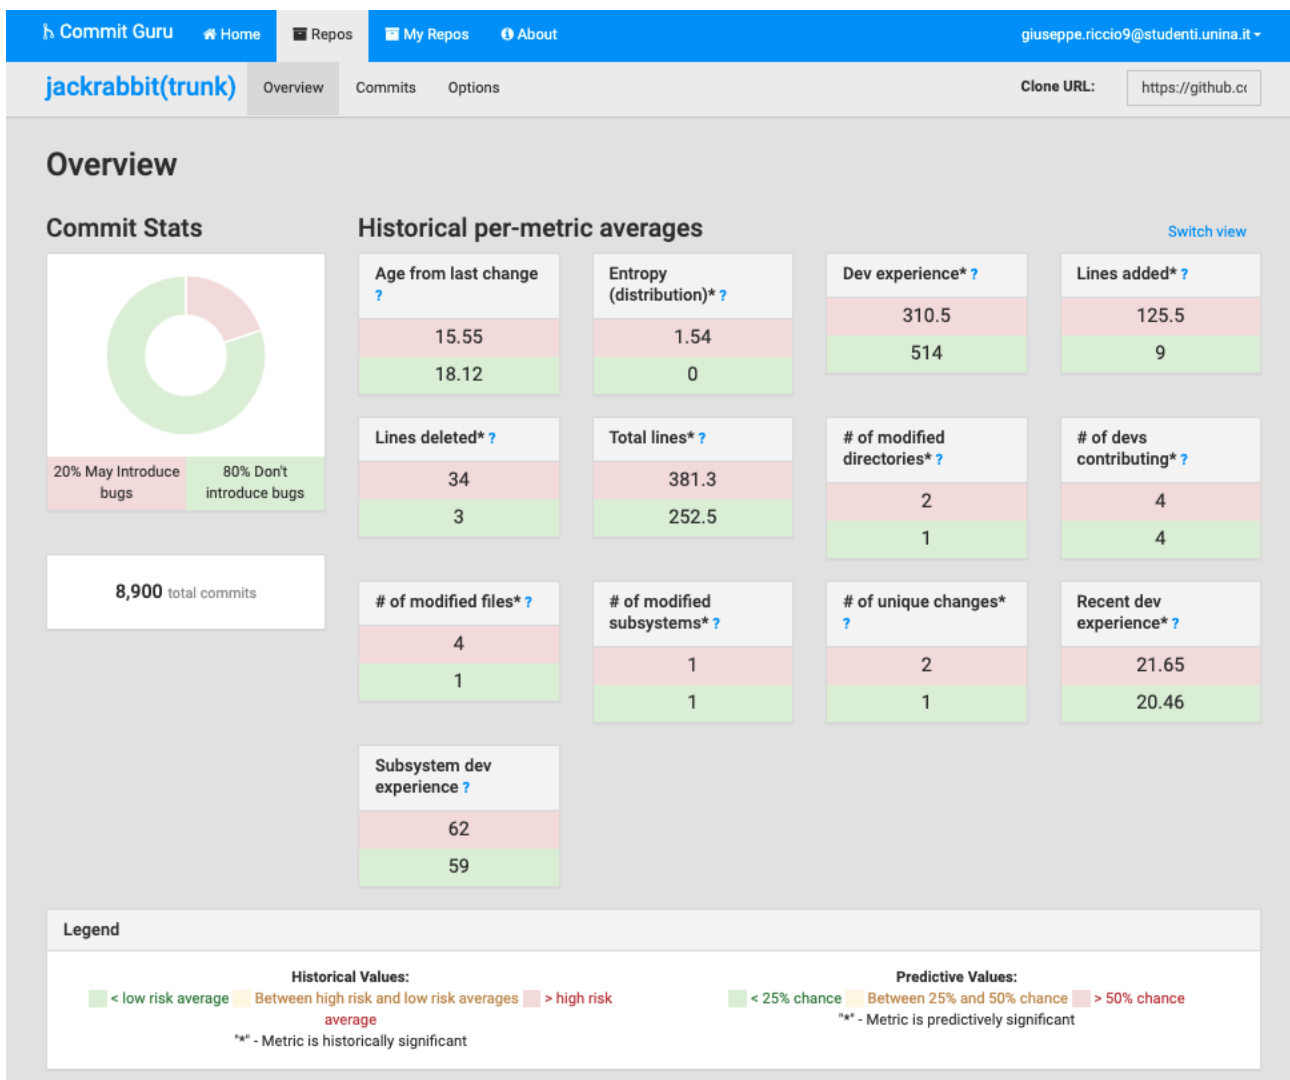 Commit Guru Home Repos My Repos About giuseppe.riccio9@studenti.unina.it
jackrabbit(trunk) Overview Commits Options Clone URL: https://github.c
Overview
Commit Stats
20% May Introduce bugs
80% Don't introduce bugs
8,900 total commits
Historical per-metric averages
Switch view
Age from last change
?
15.55
18.12
Entropy
(distribution)* ?
1.54
0
Dev experience* ?
310.5
514
Lines added* ?
125.5
9
Lines deleted* ?
34
3
Total lines* ?
381.3
252.5
# of modified
directories* ?
2
1
# of devs
contributing* ?
4
4
# of modified files* ?
4
1
# of modified
subsystems* ?
1
1
# of unique changes*
?
2
1
Recent dev
experience* ?
21.65
20.46
Subsystem dev
experience ?
62
59
Legend
Historical Values:
< low risk average Between high risk and low risk averages > high risk
average
"*" - Metric is historically significant
Predictive Values:
< 25% chance Between 25% and 50% chance > 50% chance
"*" - Metric is predictively significant